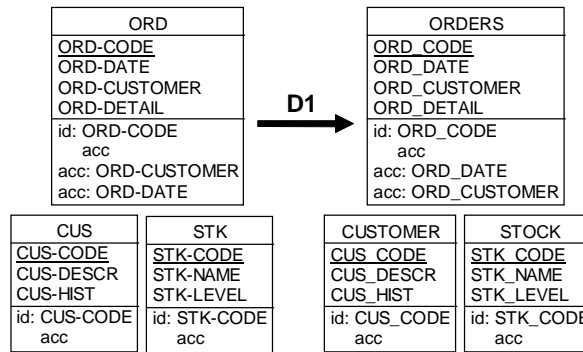 ORD
ORD-CODE
ORD-DATE
ORD-CUSTOMER
ORD-DETAIL
id: ORD-CODE
acc
acc: ORD-CUSTOMER
acc: ORD-DATE
D1
ORDERS
ORD_CODE
ORD_DATE
ORD_CUSTOMER
ORD_DETAIL
id: ORD_CODE
acc
acc: ORD_DATE
acc: ORD_CUSTOMER
CUS
CUS-CODE
CUS-DESCR
CUS-HIST
id: CUS-CODE
acc
STK
STK-CODE
STK-NAME
STK-LEVEL
id: STK-CODE
acc
CUSTOMER
CUS_CODE
CUS_DESCR
CUS_HIST
id: CUS_CODE
acc
STOCK
STK_CODE
STK_NAME
STK_LEVEL
id: STK_CODE
acc